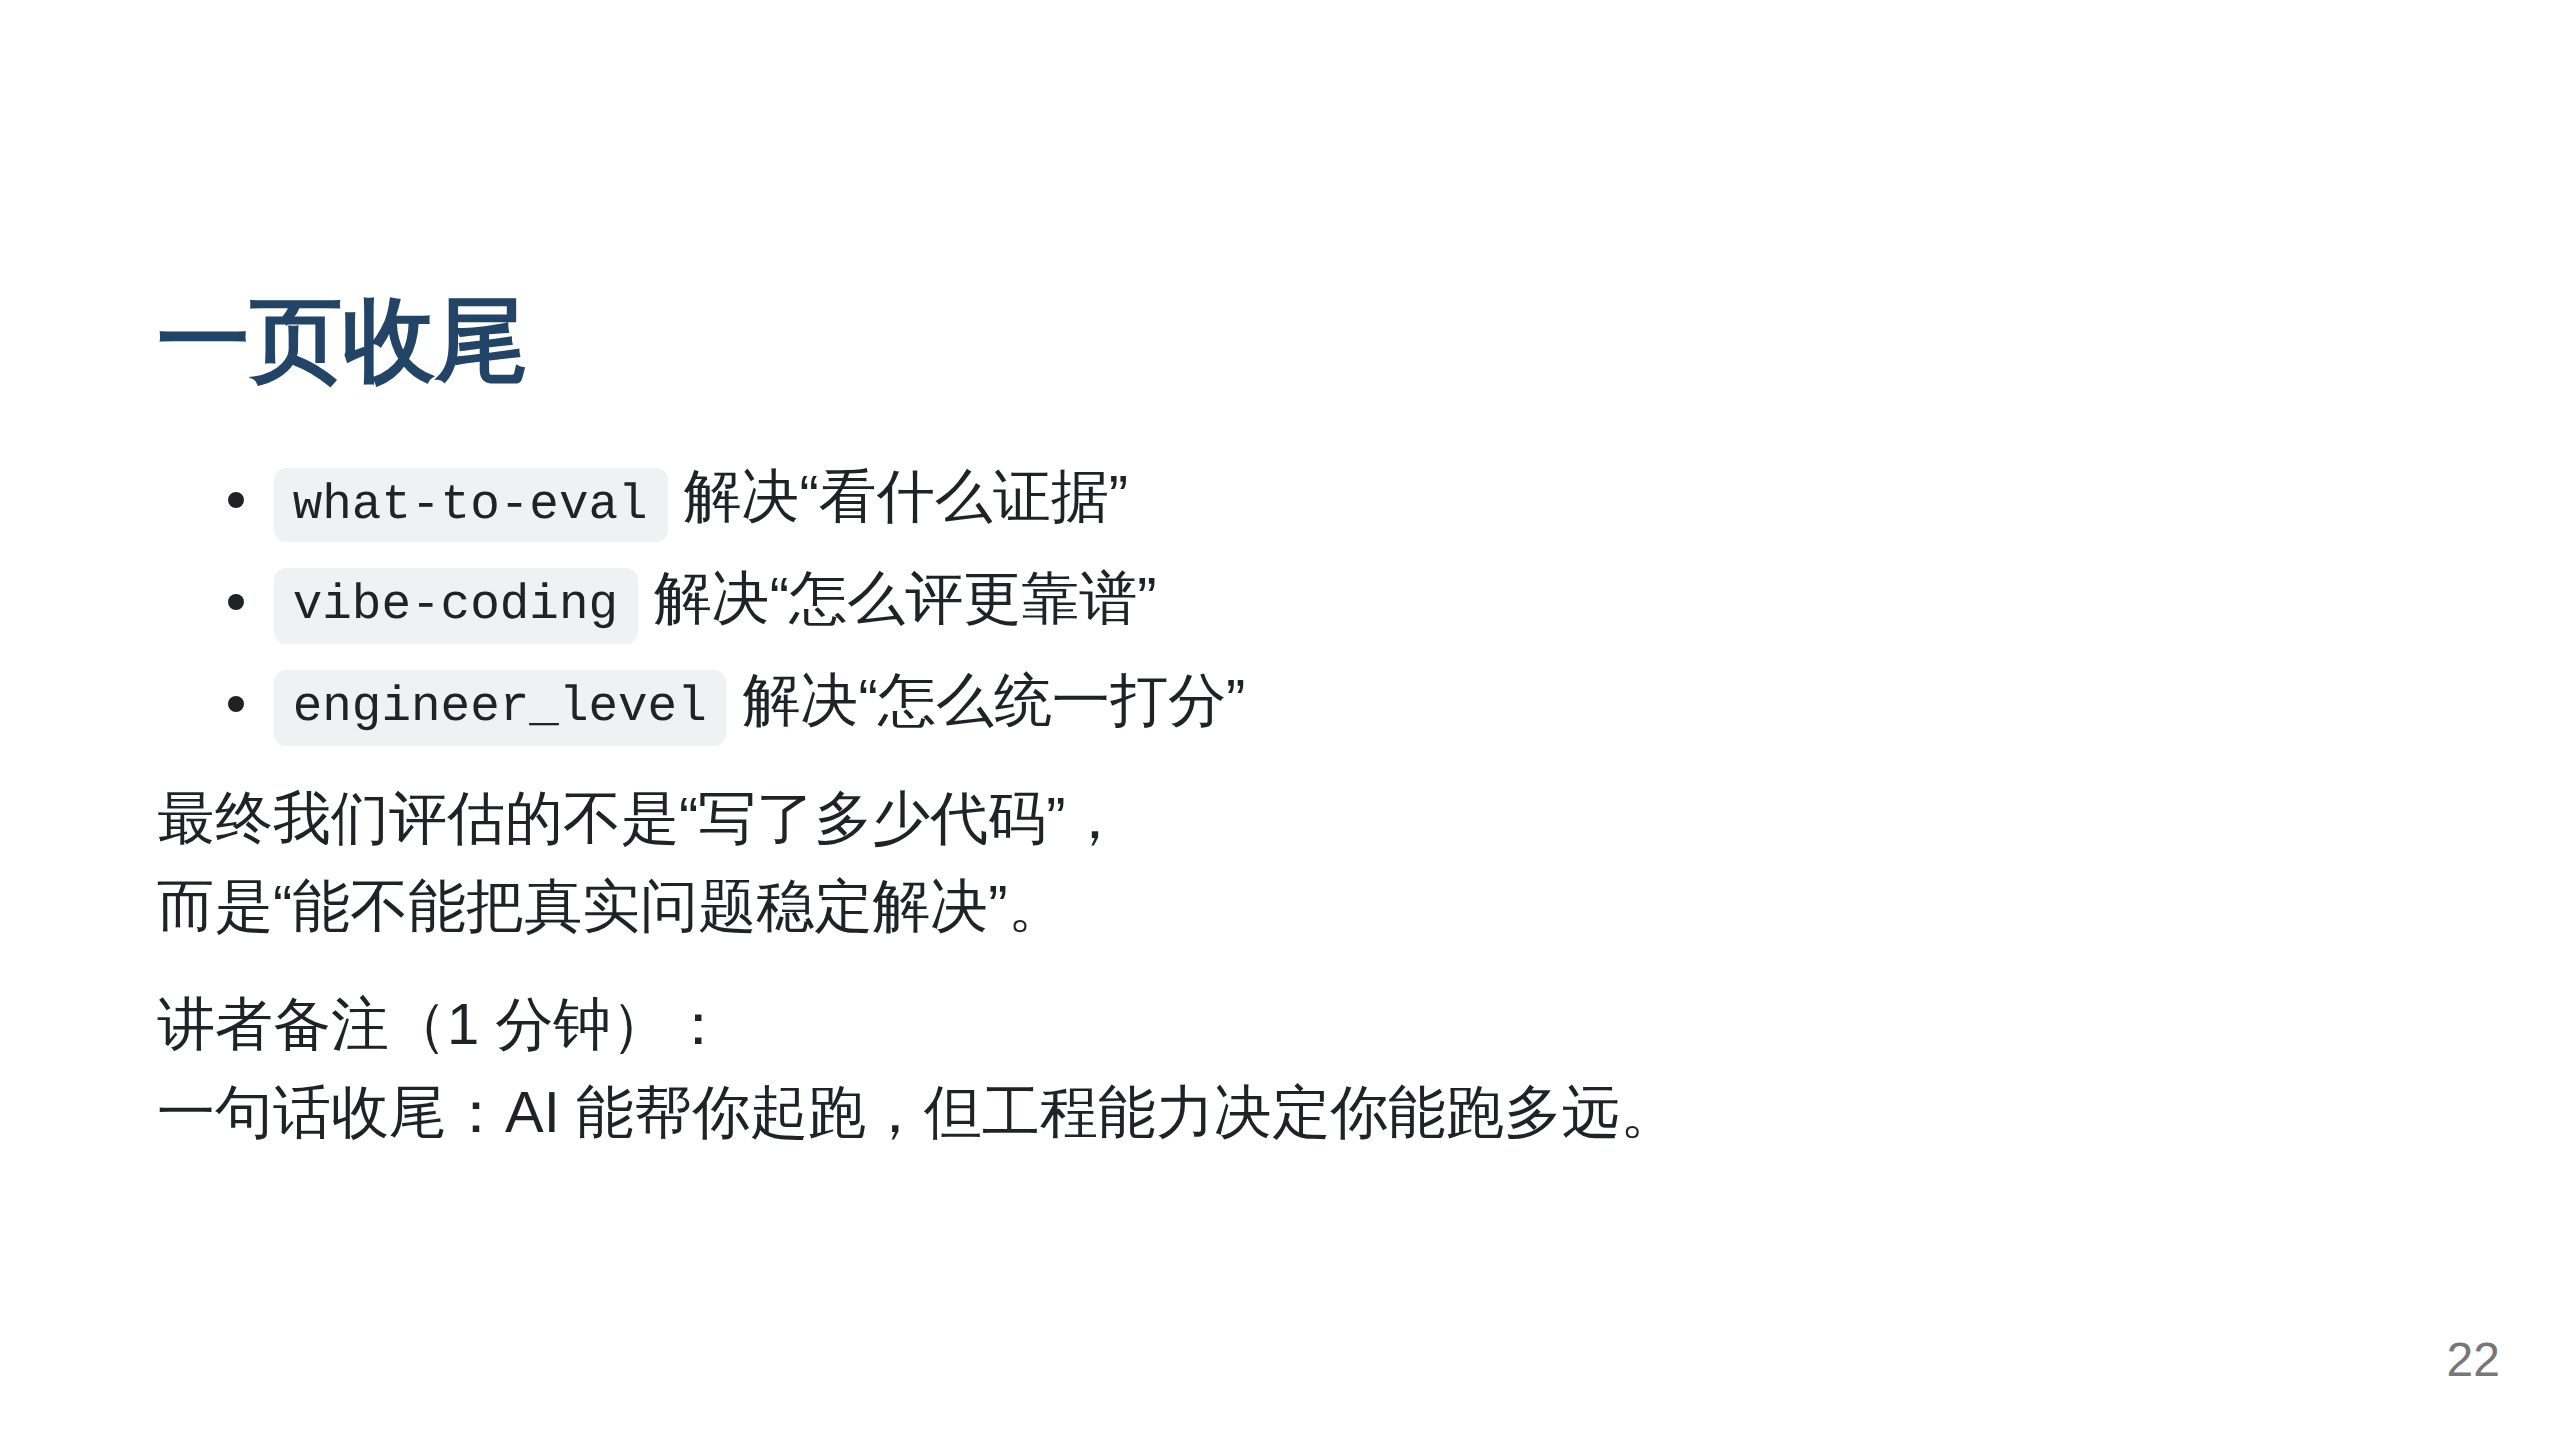 一页收尾
• what-to-eval 解决“看什么证据”
• vibe-coding 解决“怎么评更靠谱”
• engineer_level 解决“怎么统一打分”
最终我们评估的不是“写了多少代码”，
而是“能不能把真实问题稳定解决”。
讲者备注（1 分钟）：
一句话收尾：AI 能帮你起跑，但工程能力决定你能跑多远。
22